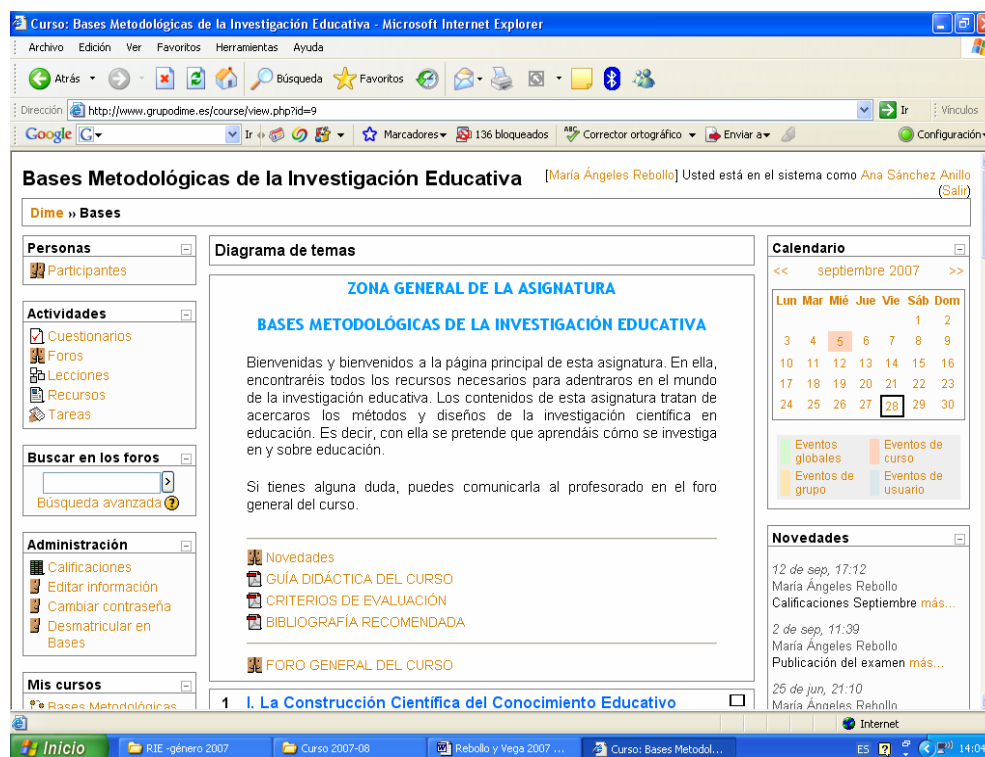 Curso: Bases Metodológicas de la Investigación Educativa - Microsoft Internet Explorer
Archivo Edición Ver Favoritos Herramientas Ayuda
Atrás Búsqueda Favoritos
Dirección http://www.grupodime.es/course/view.php?id=9 Ir Vínculos
Google G Ir Marcadores 136 bloqueados ABC Corrector ortográfico Enviar a Configuración
Bases Metodológicas de la Investigación Educativa
[María Ángeles Rebollo] Usted está en el sistema como Ana Sánchez Anillo
(Salir)
Dime » Bases
Personas
Participantes
Actividades
Cuestionarios
Foros
Lecciones
Recursos
Tareas
Buscar en los foros
Búsqueda avanzada ?
Administración
Calificaciones
Editar información
Cambiar contraseña
Desmatricular en
Bases
Mis cursos
Bases Metodológicas
Diagrama de temas
ZONA GENERAL DE LA ASIGNATURA
BASES METODOLÓGICAS DE LA INVESTIGACIÓN EDUCATIVA
Bienvenidas y bienvenidos a la página principal de esta asignatura. En ella,
encontraréis todos los recursos necesarios para adentraros en el mundo
de la investigación educativa. Los contenidos de esta asignatura tratan de
acercaros los métodos y diseños de la investigación científica en
educación. Es decir, con ella se pretende que aprendáis cómo se investiga
en y sobre educación.
Si tienes alguna duda, puedes comunicarla al profesorado en el foro
general del curso.
Novedades
GUÍA DIDÁCTICA DEL CURSO
CRITERIOS DE EVALUACIÓN
BIBLIOGRAFÍA RECOMENDADA
FORO GENERAL DEL CURSO
1 I. La Construcción Científica del Conocimiento Educativo
Calendario
<< septiembre 2007 >>
Lun Mar Mié Jue Vie Sáb Dom
1 2
3 4 5 6 7 8 9
10 11 12 13 14 15 16
17 18 19 20 21 22 23
24 25 26 27 28 29 30
Eventos globales
Eventos de curso
Eventos de grupo
Eventos de usuario
Novedades
12 de sep, 17:12
María Ángeles Rebollo
Calificaciones Septiembre más...
2 de sep, 11:39
María Ángeles Rebollo
Publicación del examen más...
25 de jun, 21:10
María Ángeles Rebollo
Internet
Inicio RIE -género 2007 Curso 2007-08 Rebollo y Vega 2007 ... Curso: Bases Metodol... ES ? 14:04